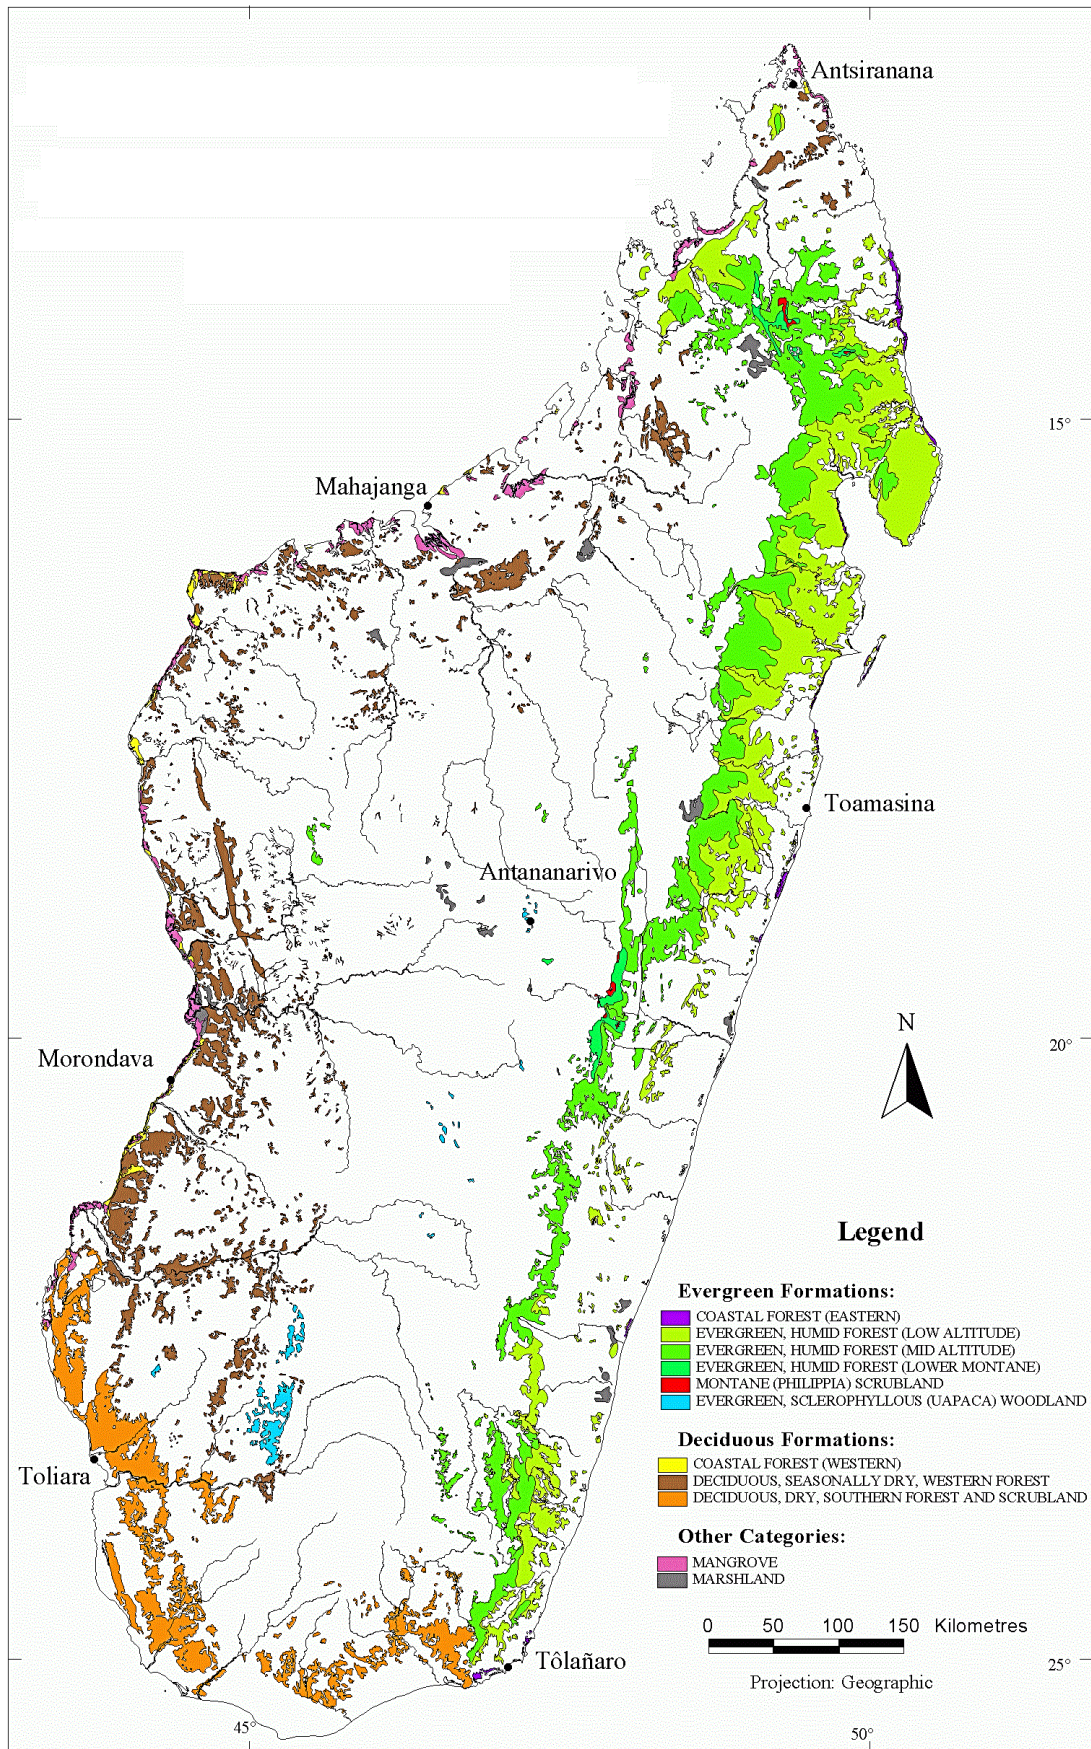 Antsiranana
15°
Mahajanga
Toamasina
Antananarivo
N
20°
Morondava
Legend
Evergreen Formations:
COASTAL FOREST (EASTERN)
EVERGREEN, HUMID FOREST (LOW ALTITUDE)
EVERGREEN, HUMID FOREST (MID ALTITUDE)
EVERGREEN, HUMID FOREST (LOWER MONTANE)
MONTANE (PHILIPPIA) SCRUBLAND
EVERGREEN, SCLEROPHYLLOUS (UAPACA) WOODLAND
Deciduous Formations:
COASTAL FOREST (WESTERN)
DECIDUOUS, SEASONALLY DRY, WESTERN FOREST
DECIDUOUS, DRY, SOUTHERN FOREST AND SCRUBLAND
Toliara
Other Categories:
MANGROVE
MARSHLAND
0 50 100 150 Kilometres
Tôlañaro
25°
Projection: Geographic
45° 50°